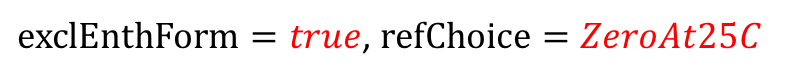 exclEnthForm = true, refChoice = ZeroAt25C